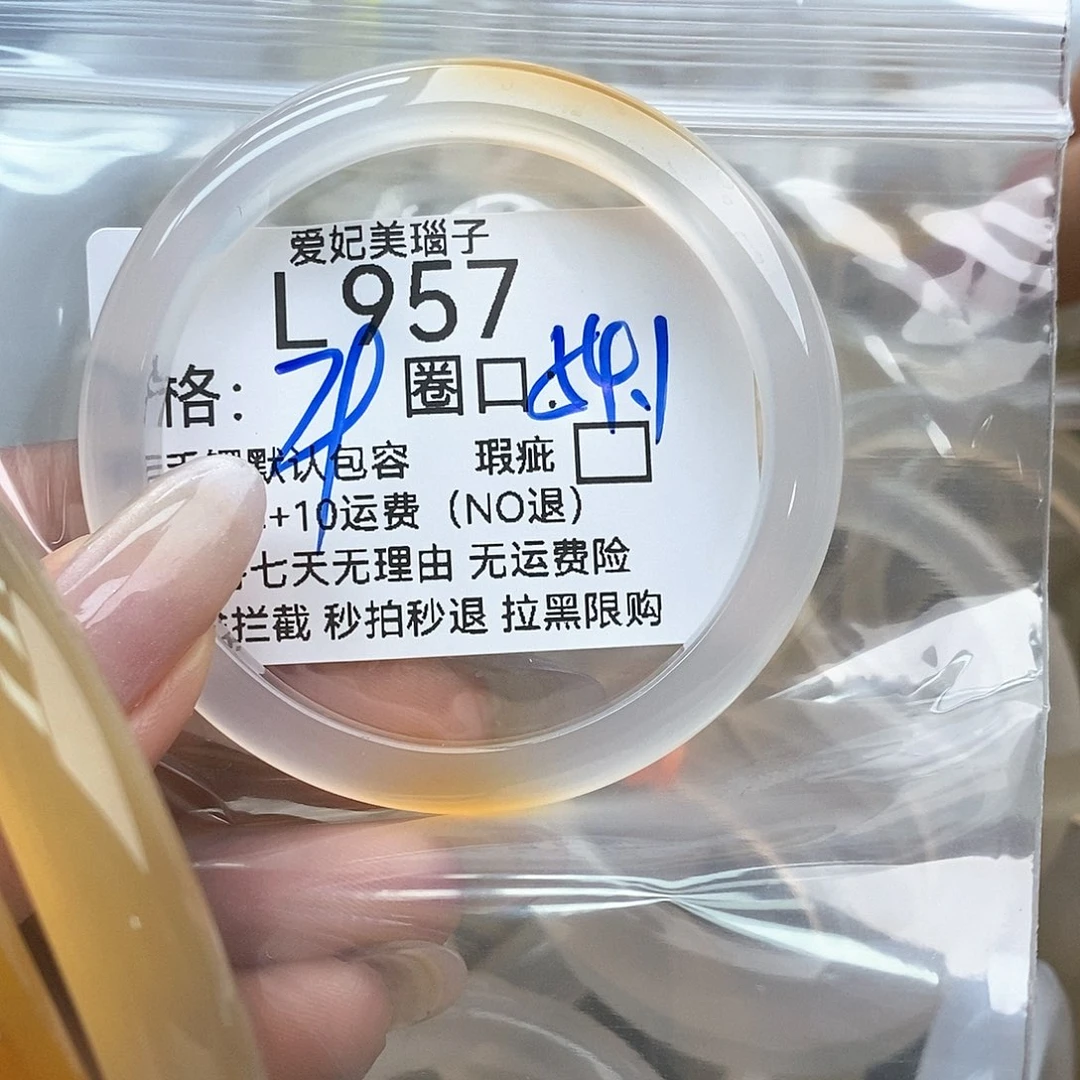 爱妃美瑙子
L957
格： 圈口：59.1
默认包容 瑕疵
+10运费（NO退）
七天无理由 无运费险
拦截 秒拍秒退 拉黑限购